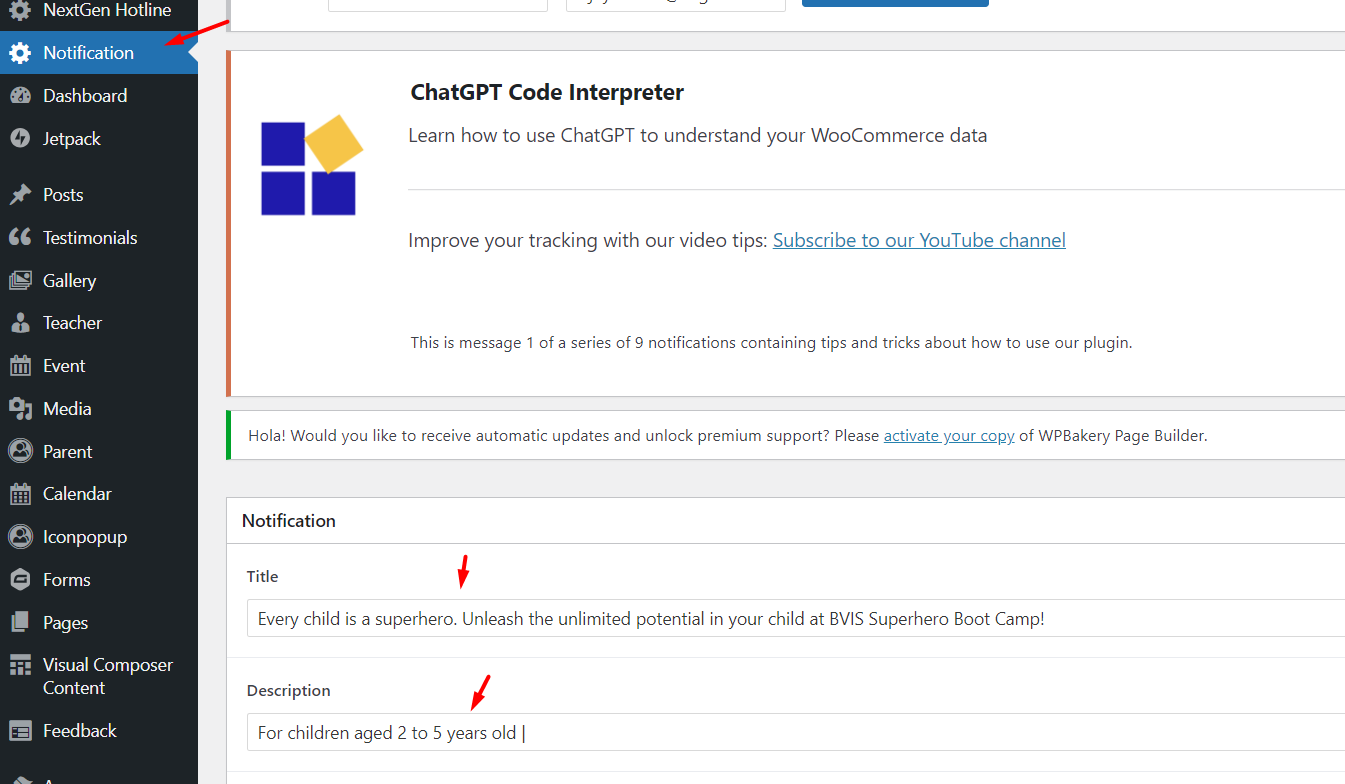 NextGen Hotline
Notification
Dashboard
Jetpack
Posts
Testimonials
Gallery
Teacher
Event
Media
Parent
Calendar
Iconpopup
Forms
Pages
Visual Composer
Content
Feedback
ChatGPT Code Interpreter
Learn how to use ChatGPT to understand your WooCommerce data
Improve your tracking with our video tips: Subscribe to our YouTube channel
This is message 1 of a series of 9 notifications containing tips and tricks about how to use our plugin.
Hola! Would you like to receive automatic updates and unlock premium support? Please activate your copy of WPBakery Page Builder.
Notification
Title
Every child is a superhero. Unleash the unlimited potential in your child at BVIS Superhero Boot Camp!
Description
For children aged 2 to 5 years old |